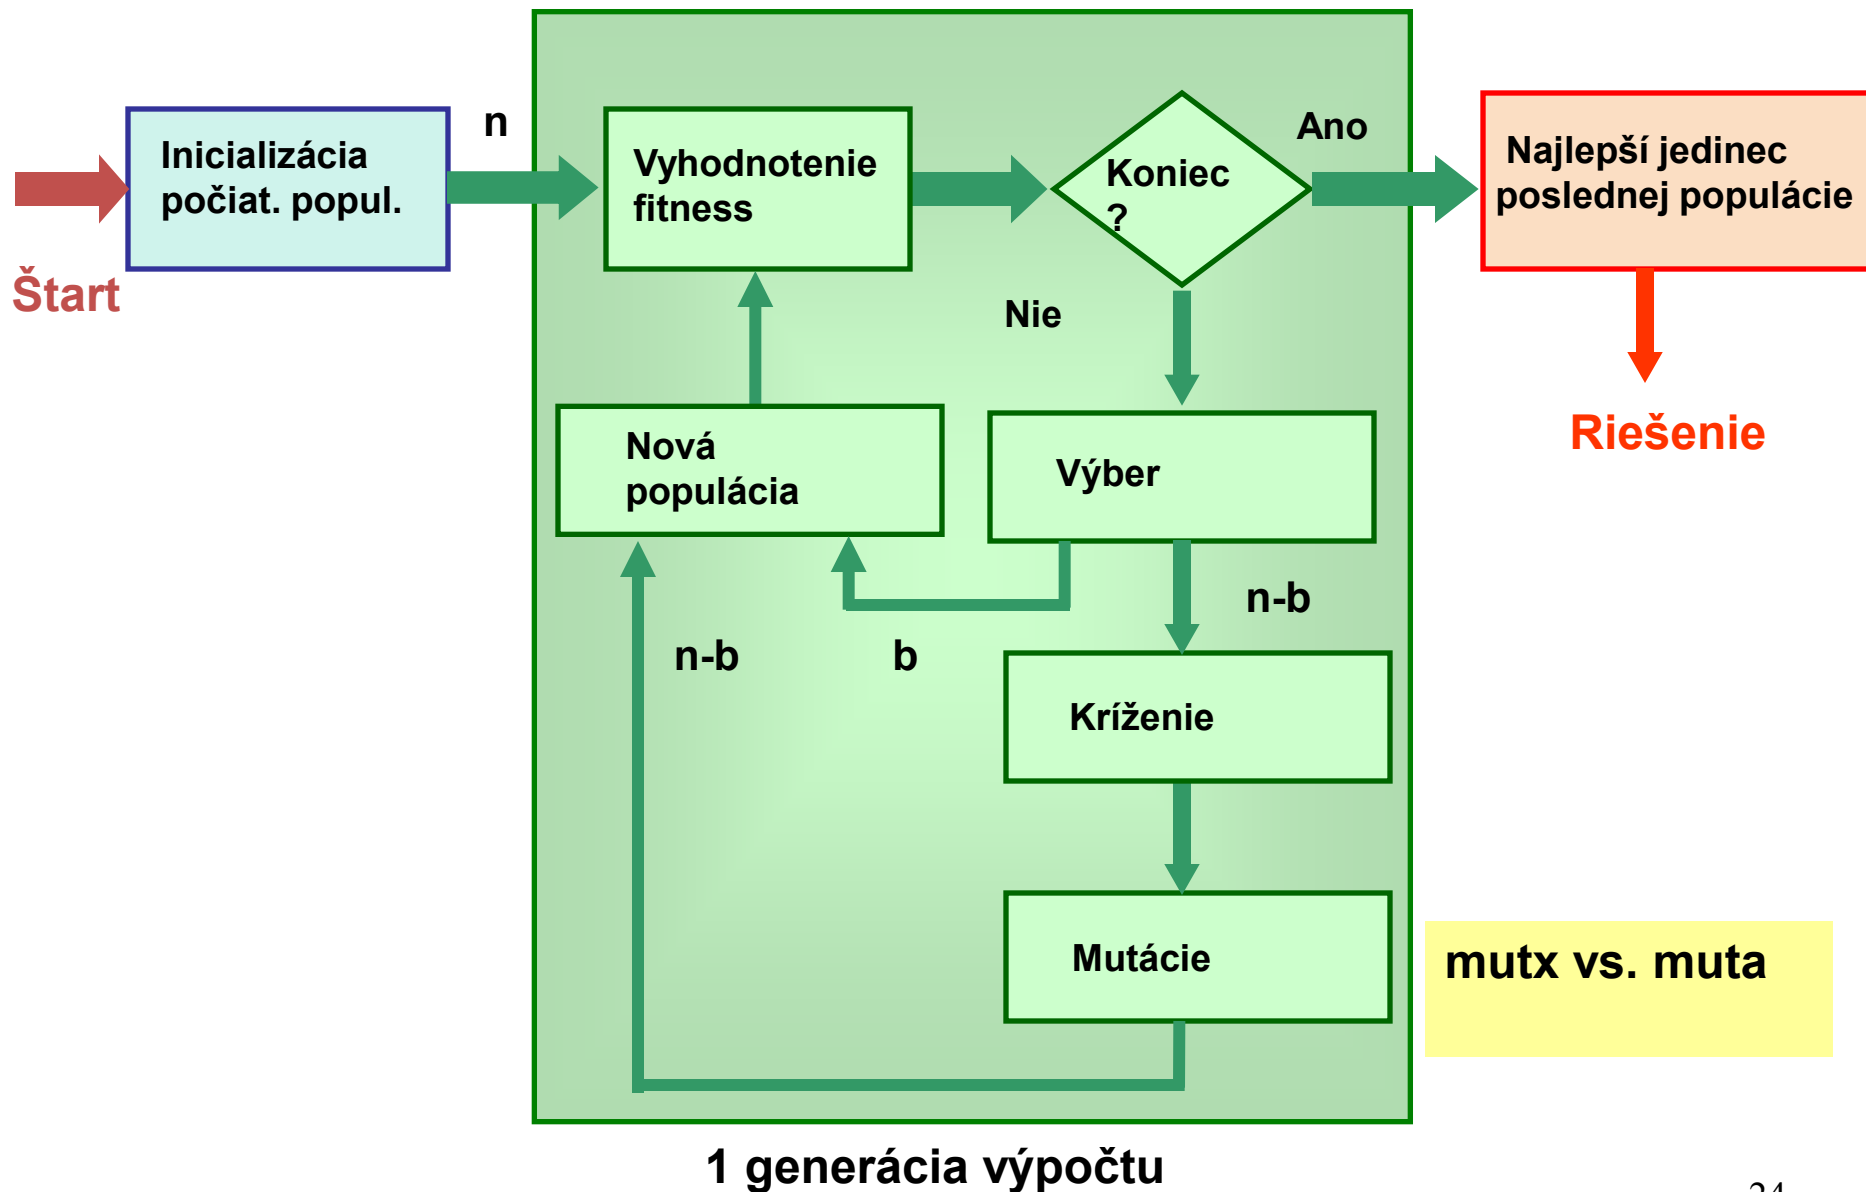 n
Ano
Inicializácia
počiat. popul.
Vyhodnotenie
fitness
Koniec
?
Najlepší jedinec
poslednej populácie
Štart
Nie
Riešenie
Nová
populácia
Výber
n-b
n-b
b
Kríženie
Mutácie
mutx vs. muta
1 generácia výpočtu
24